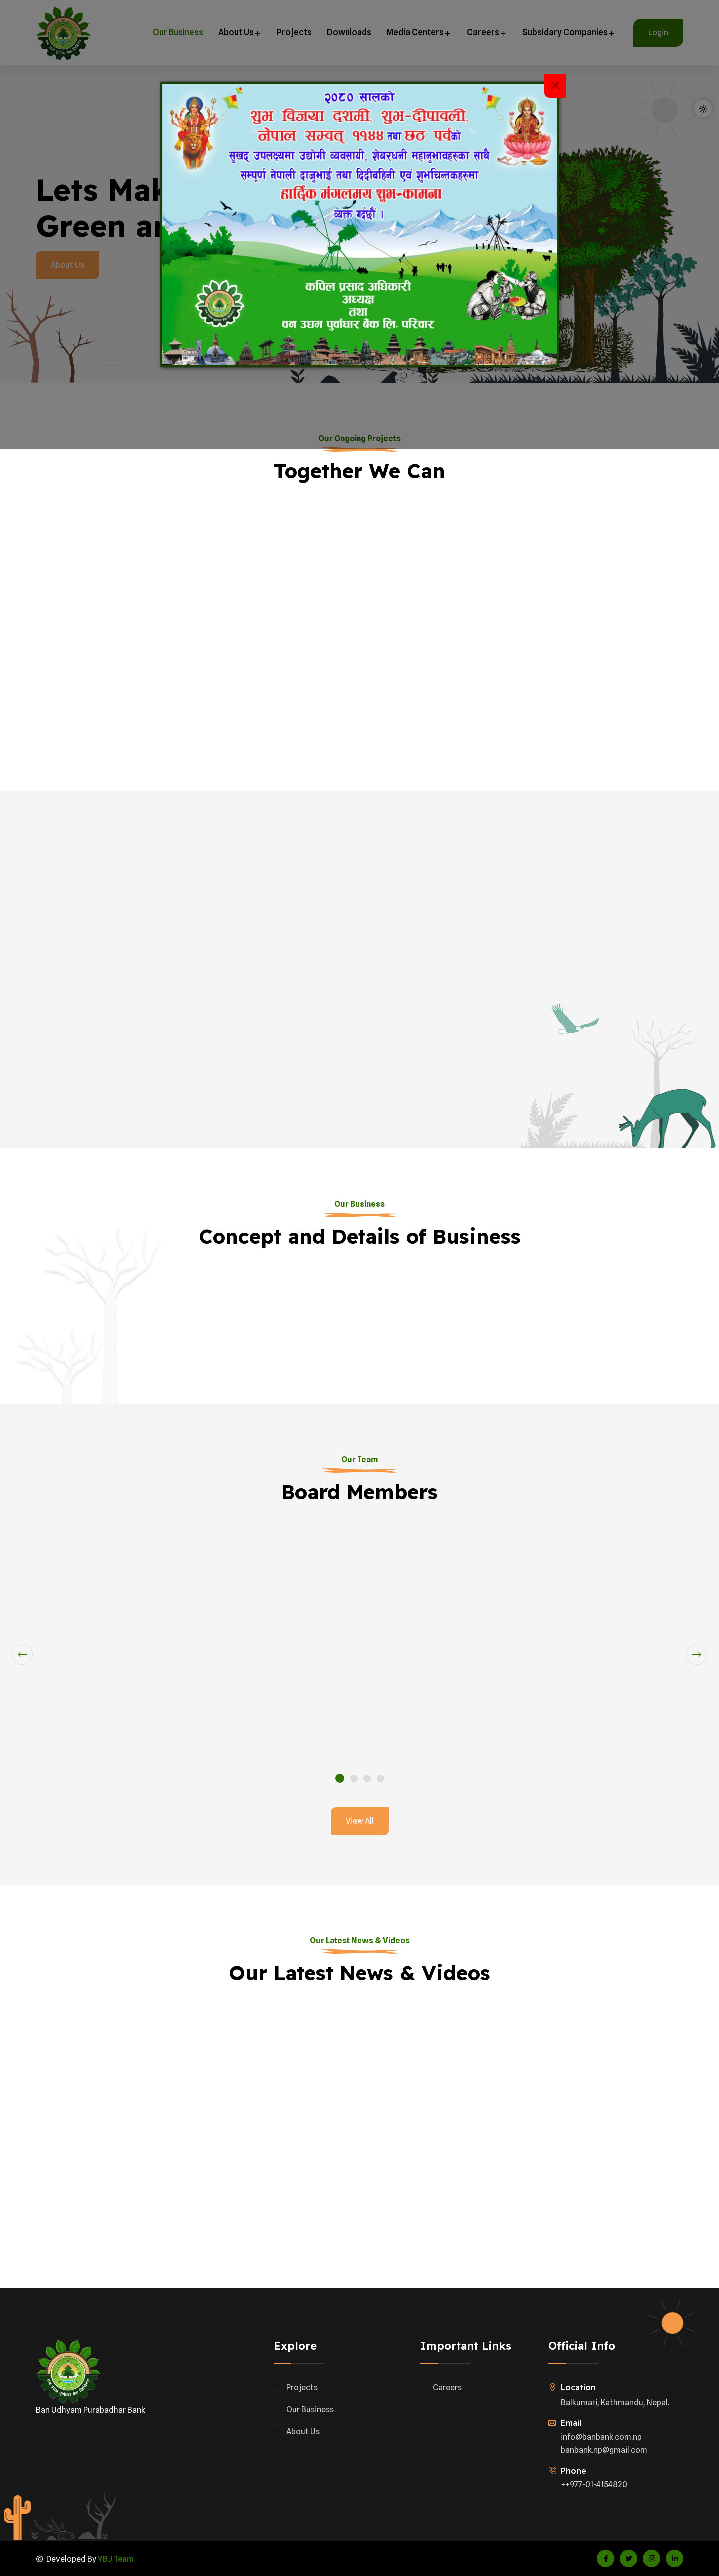 Our Business About Us + Projects Downloads Media Centers + Careers + Subsidary Companies + Login
२०८० सालको
शुभ विजया दशमी, शुभ-दीपावली,
नेपाल सम्वत् ११४४ तथा छठ पर्वको
सुखद् उपलक्ष्यमा उद्योगी व्यवसायी, शेयरधनी महानुभावहरुका साथै
सम्पूर्ण नेपाली दाजुभाई तथा दिदीबहिनी एवं शुभचिन्तकहरुमा
हार्दिक मंगलमय शुभ-कामना
व्यक्त गर्दछौं ।
कपिल प्रसाद अधिकारी
अध्यक्ष
तथा
वन उद्यम पूर्वाधार बैंक लि. परिवार
Lets Mak
Green a
About Us
Our Ongoing Projects
Together We Can
Our Business
Concept and Details of Business
Our Team
Board Members
View All
Our Latest News & Videos
Our Latest News & Videos
Ban Udhyam Purabadhar Bank
Explore
Projects
Our Business
About Us
Important Links
Careers
Official Info
Location
Balkumari, Kathmandu, Nepal.
Email
info@banbank.com.np
banbank.np@gmail.com
Phone
++977-01-4154820
© Developed By YBJ Team